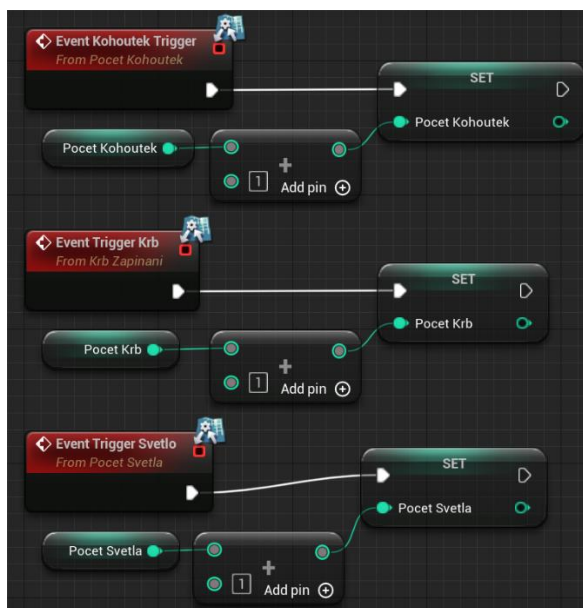 Event Kohoutek Trigger
From Pocet Kohoutek
SET
Pocet Kohoutek
Pocet Kohoutek
+
1
Add pin
Event Trigger Krb
From Krb Zapinani
SET
Pocet Krb
Pocet Krb
+
1
Add pin
Event Trigger Svetlo
From Pocet Svetla
SET
Pocet Svetla
Pocet Svetla
+
1
Add pin